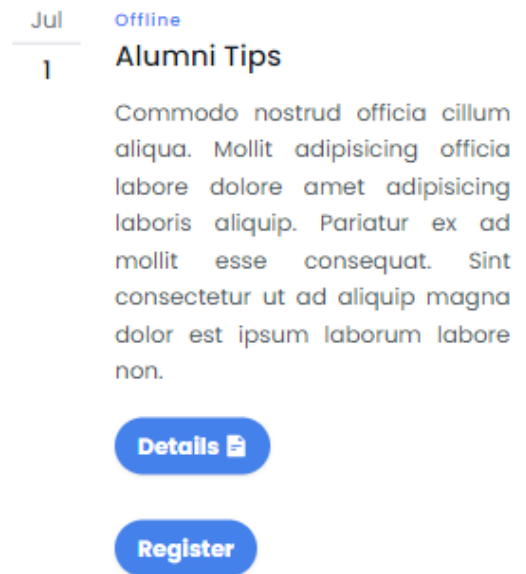 Jul
1
Offline
Alumni Tips
Commodo nostrud officia cillum
aliqua. Mollit adipisicing officia
labore dolore amet adipisicing
laboris aliquip. Pariatur ex ad
mollit esse consequat. Sint
consectetur ut ad aliquip magna
dolor est ipsum laborum labore
non.
Details
Register